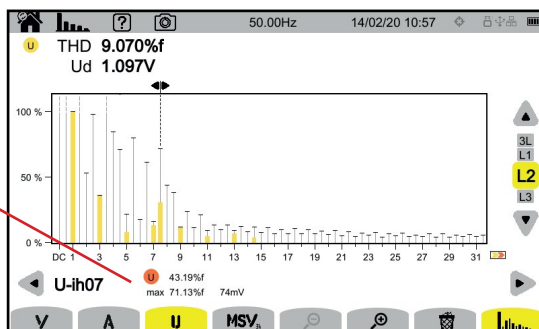 50.00Hz 14/02/20 10:57
U THD 9.070%f
Ud 1.097V
100 %
50 %
0 %
DC 1 3 5 7 9 11 13 15 17 19 21 23 25 27 29 31
3L
L1
L2
L3
U-ih07 U 43.19%f
max 71.13%f 74mV
V A U MSV